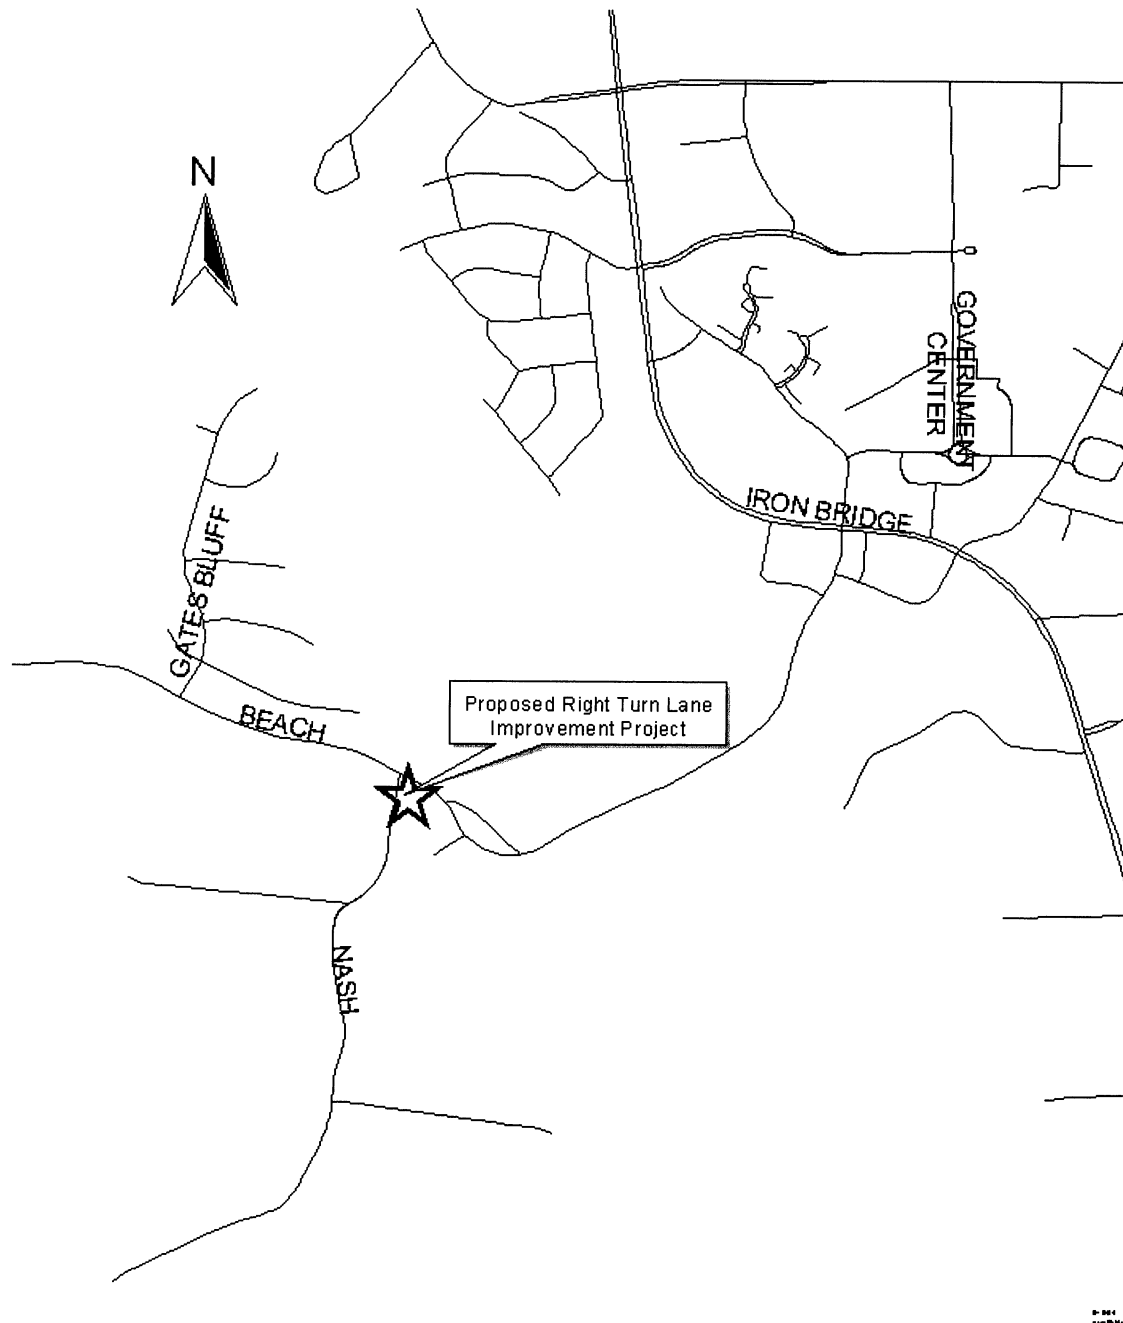 N
GOVERNMENT
CENTER
IRON BRIDGE
GATES BLUFF
Proposed Right Turn Lane
Improvement Project
BEACH
NASH